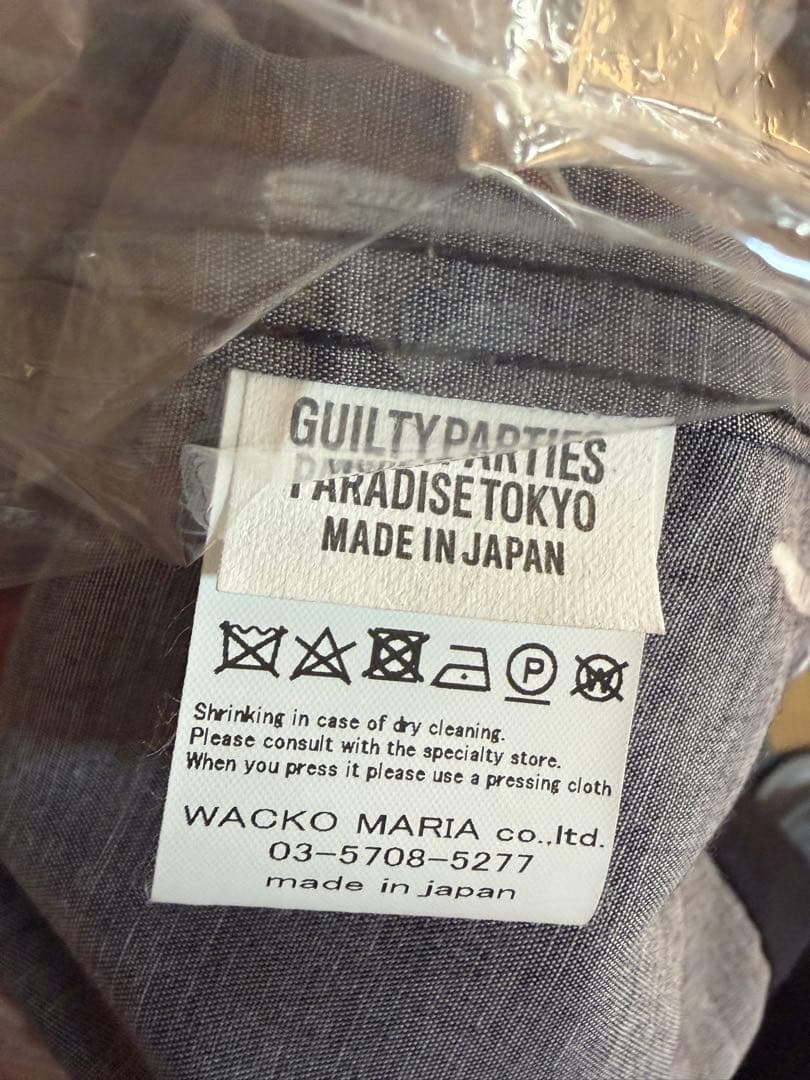 GUILTY PARTIES
PARADISE TOKYO
MADE IN JAPAN
P
W
Shrinking in case of dry cleaning.
Please consult with the specialty store.
When you press it please use a pressing cloth
WACKO MARIA co.,ltd.
03-5708-5277
made in japan